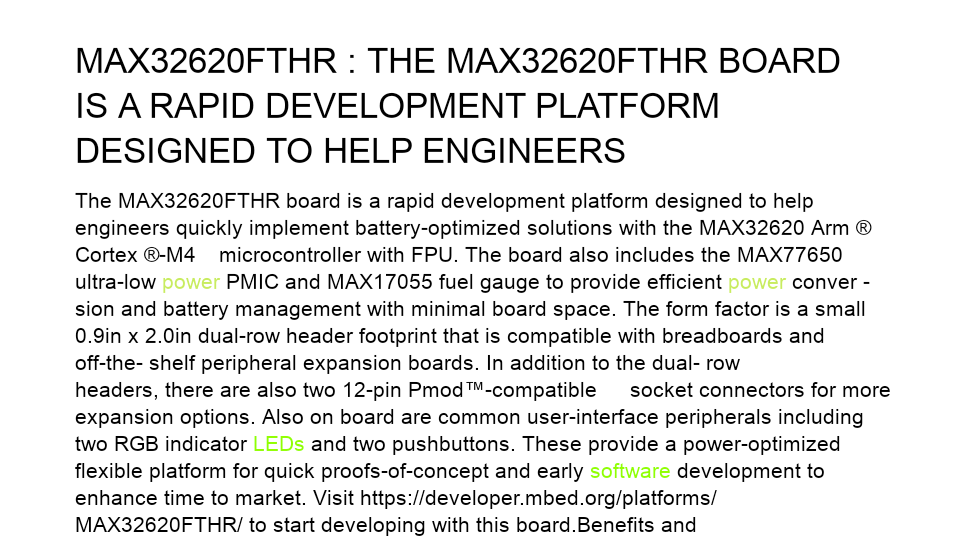 MAX32620FTHR : THE MAX32620FTHR BOARD
IS A RAPID DEVELOPMENT PLATFORM
DESIGNED TO HELP ENGINEERS
The MAX32620FTHR board is a rapid development platform designed to help
engineers quickly implement battery-optimized solutions with the MAX32620 Arm ®
Cortex ®-M4    microcontroller with FPU. The board also includes the MAX77650
ultra-low power PMIC and MAX17055 fuel gauge to provide efficient power conver -
sion and battery management with minimal board space. The form factor is a small
0.9in x 2.0in dual-row header footprint that is compatible with breadboards and
off-the- shelf peripheral expansion boards. In addition to the dual- row
headers, there are also two 12-pin Pmod™-compatible      socket connectors for more
expansion options. Also on board are common user-interface peripherals including
two RGB indicator LEDs and two pushbuttons. These provide a power-optimized
flexible platform for quick proofs-of-concept and early software development to
enhance time to market. Visit https://developer.mbed.org/platforms/
MAX32620FTHR/ to start developing with this board.Benefits and